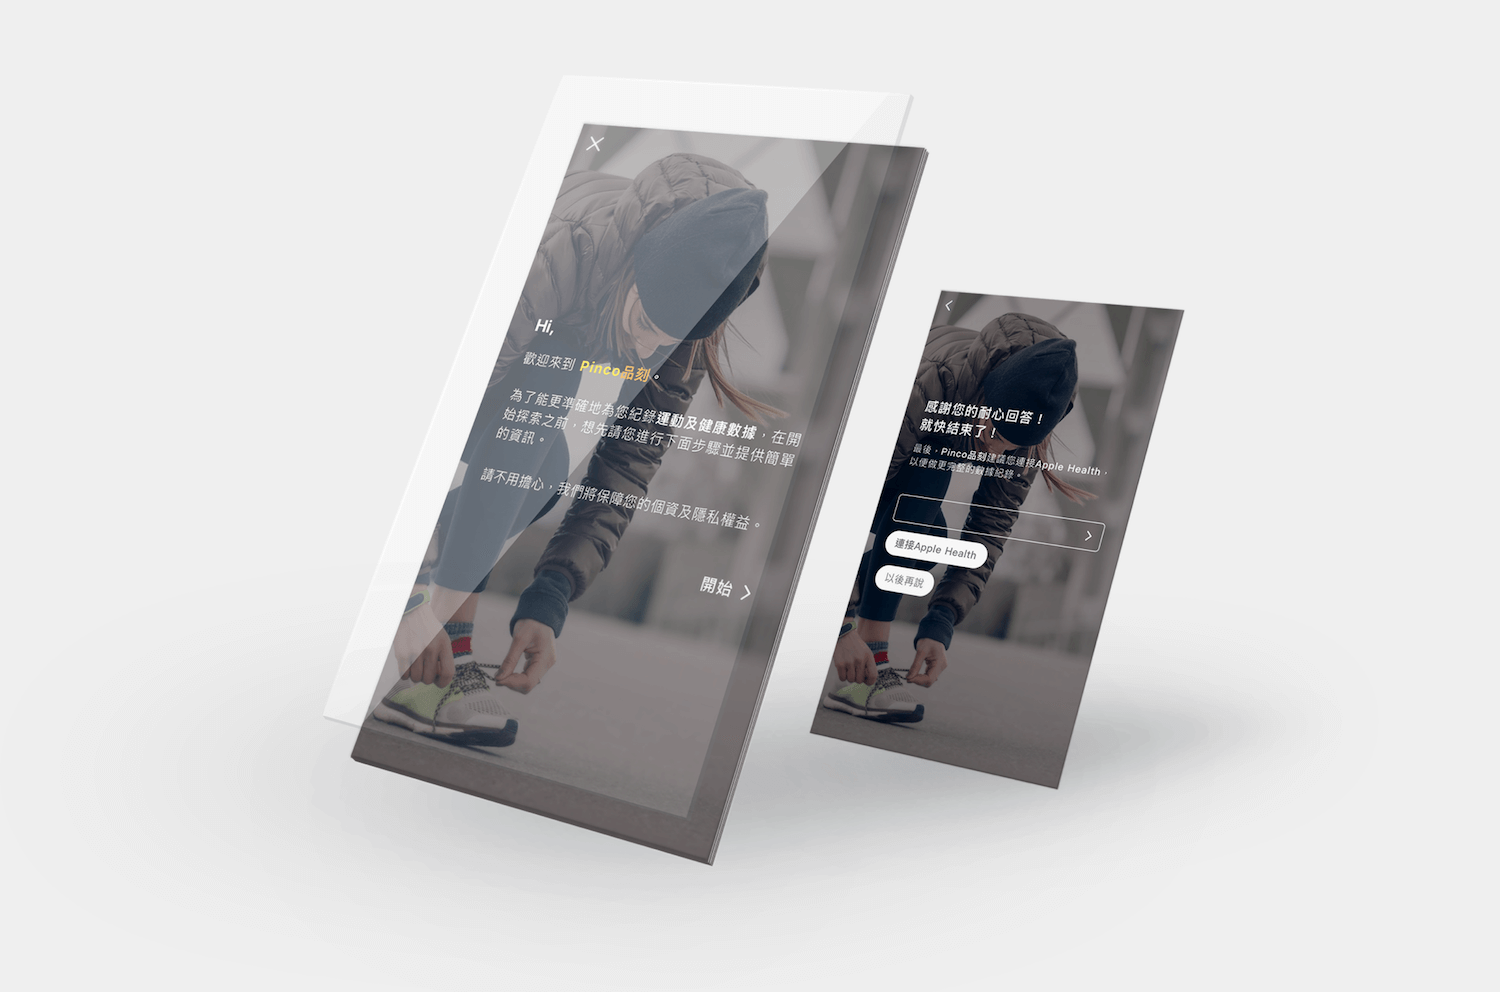 Hi,
歡迎來到 Pinco品刻。
為了能更準確地為您紀錄運動及健康數據，在開
始探索之前，想先請您進行下面步驟並提供簡單
的資訊。
請不用擔心，我們將保障您的個資及隱私權益。
開始
感謝您的耐心回答！
就快結束了！
最後，Pinco品刻建議您連接Apple Health，
以便做更完整的數據紀錄。
連接Apple Health
以後再說